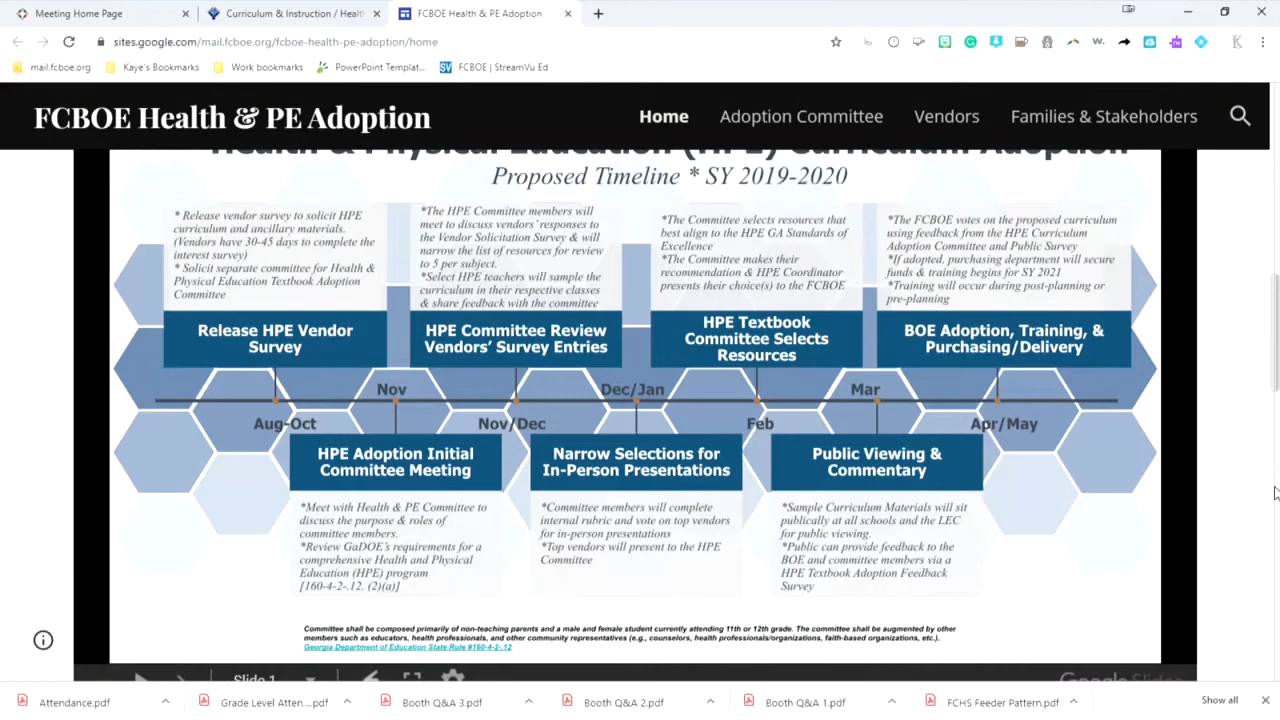 Meeting Home Page
Curriculum & Instruction / Healt
FCBOE Health & PE Adoption
sites.google.com/mail.fcboe.org/fcboe-health-pe-adoption/home
mail.fcboe.org
Kaye's Bookmarks
Work bookmarks
PowerPoint Templat...
FCBOE | StreamVu Ed
FCBOE Health & PE Adoption
Home
Adoption Committee
Vendors
Families & Stakeholders
Health & Physical Education (HPE) Curriculum Adoption
Proposed Timeline * SY 2019-2020
* Release vendor survey to solicit HPE
curriculum and ancillary materials.
(Vendors have 30-45 days to complete the
interest survey)
* Solicit separate committee for Health &
Physical Education Textbook Adoption
Committee
Release HPE Vendor
Survey
*The HPE Committee members will
meet to discuss vendors' responses to
the Vendor Solicitation Survey & will
narrow the list of resources for review
to 5 per subject.
*Select HPE teachers will sample the
curriculum in their respective classes
& share feedback with the committee
HPE Committee Review
Vendors' Survey Entries
*The Committee selects resources that
best align to the HPE GA Standards of
Excellence
*The Committee makes their
recommendation & HPE Coordinator
presents their choice(s) to the FCBOE
HPE Textbook
Committee Selects
Resources
*The FCBOE votes on the proposed curriculum
using feedback from the HPE Curriculum
Adoption Committee and Public Survey
*If adopted, purchasing department will secure
funds & training begins for SY 2021
*Training will occur during post-planning or
pre-planning
BOE Adoption, Training, &
Purchasing/Delivery
Nov
Dec/Jan
Mar
Aug-Oct
Nov/Dec
Feb
Apr/May
HPE Adoption Initial
Committee Meeting
*Meet with Health & PE Committee to
discuss the purpose & roles of
committee members.
*Review GaDOE's requirements for a
comprehensive Health and Physical
Education (HPE) program
[160-4-2-.12. (2)(a)]
Narrow Selections for
In-Person Presentations
*Committee members will complete
internal rubric and vote on top vendors
for in-person presentations
*Top vendors will present to the HPE
Committee
Public Viewing &
Commentary
*Sample Curriculum Materials will sit
publically at all schools and the LEC
for public viewing.
*Public can provide feedback to the
BOE and committee members via a
HPE Textbook Adoption Feedback
Survey
Committee shall be composed primarily of non-teaching parents and a male and female student currently attending 11th or 12th grade. The committee shall be augmented by other
members such as educators, health professionals, and other community representatives (e.g., counselors, health professionals/organizations, faith-based organizations, etc.).
Georgia Department of Education State Rule #160-4-2-.12
Slide 1
Google Slides
Attendance.pdf
Grade Level Atten....pdf
Booth Q&A 3.pdf
Booth Q&A 2.pdf
Booth Q&A 1.pdf
FCHS Feeder Pattern.pdf
Show all